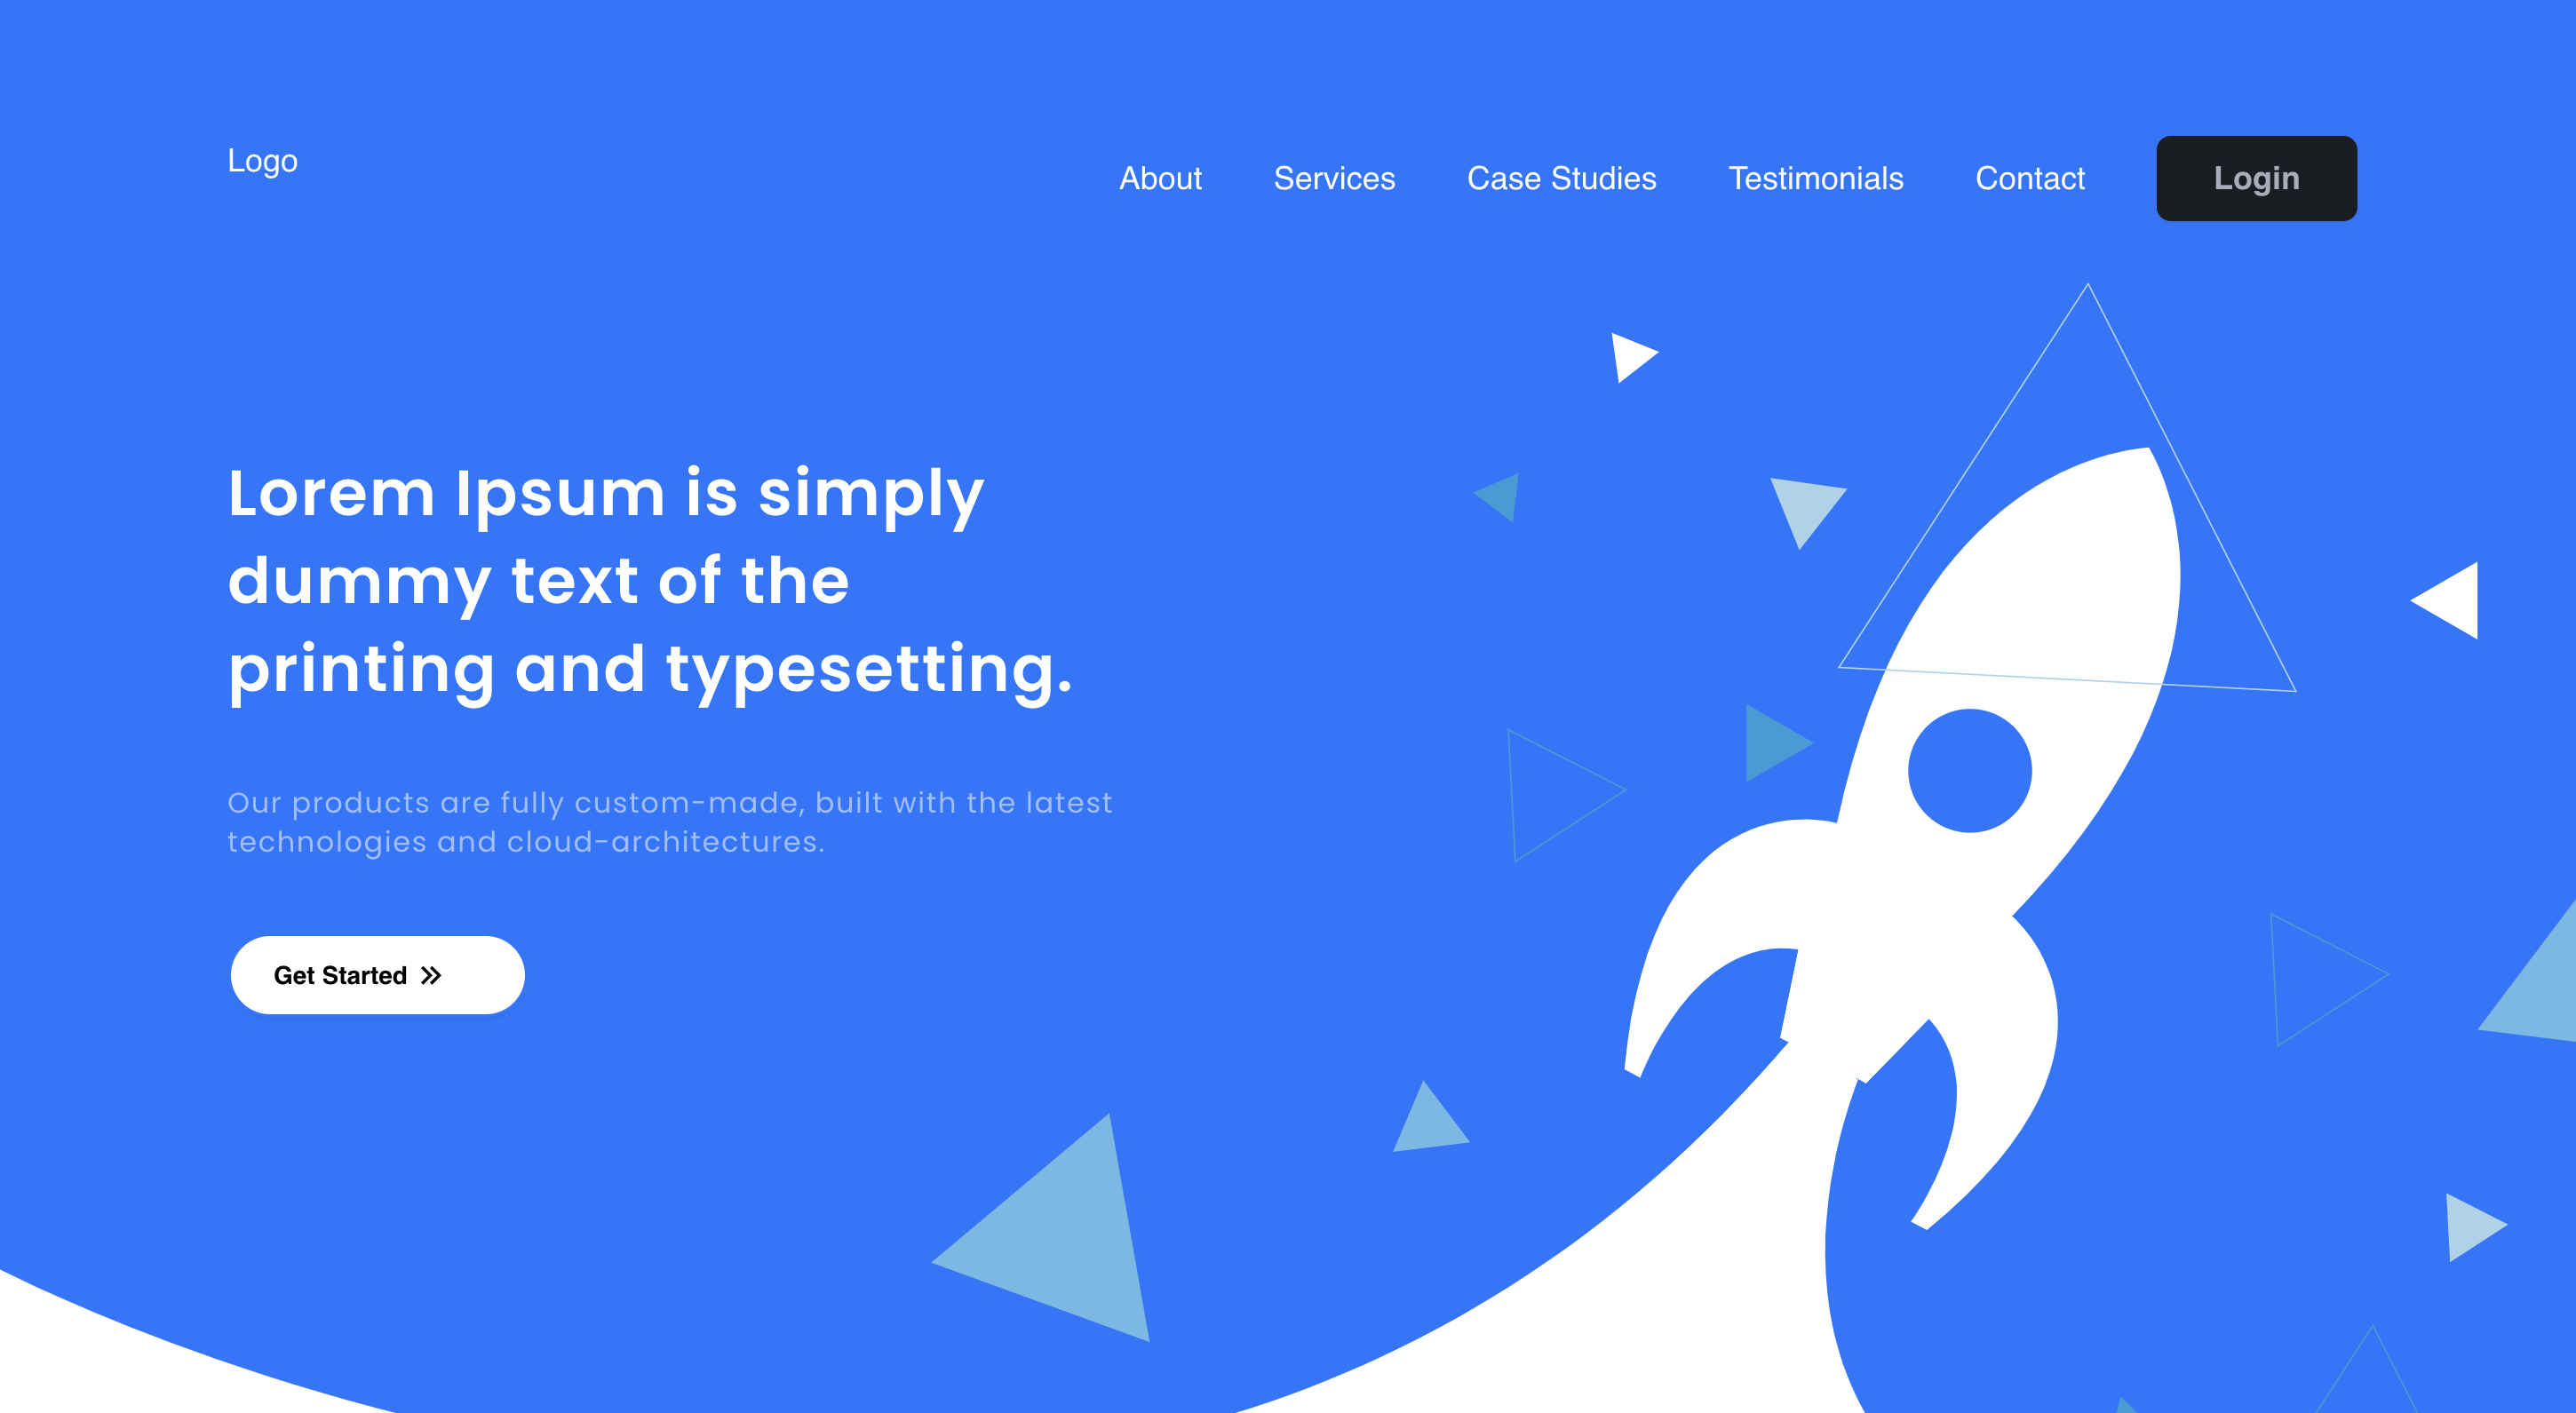 Logo
About
Services
Case Studies
Testimonials
Contact
Login
Lorem Ipsum is simply
dummy text of the
printing and typesetting.
Our products are fully custom-made, built with the latest
technologies and cloud-architectures.
Get Started